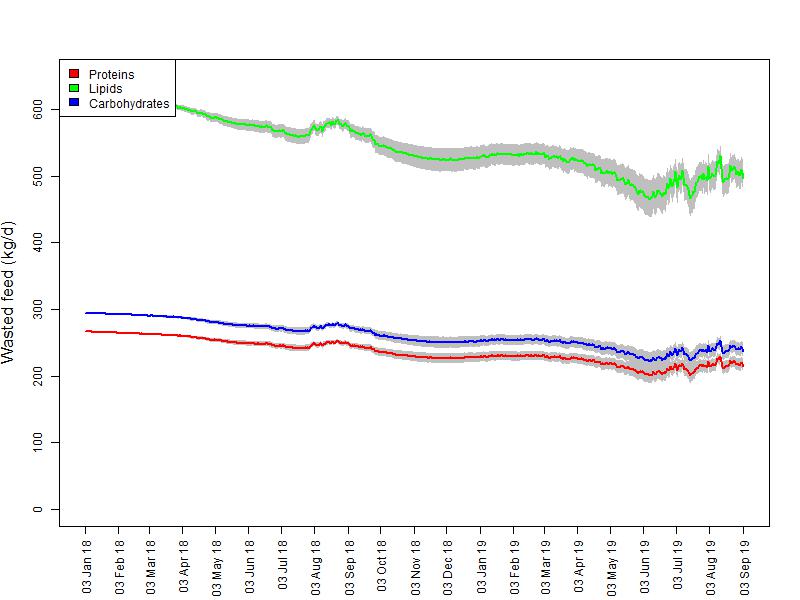 Proteins
Lipids
Carbohydrates
Wasted feed (kg/d)
600
500
400
300
200
100
0
03 Jan 18
03 Feb 18
03 Mar 18
03 Apr 18
03 May 18
03 Jun 18
03 Jul 18
03 Aug 18
03 Sep 18
03 Oct 18
03 Nov 18
03 Dec 18
03 Jan 19
03 Feb 19
03 Mar 19
03 Apr 19
03 May 19
03 Jun 19
03 Jul 19
03 Aug 19
03 Sep 19